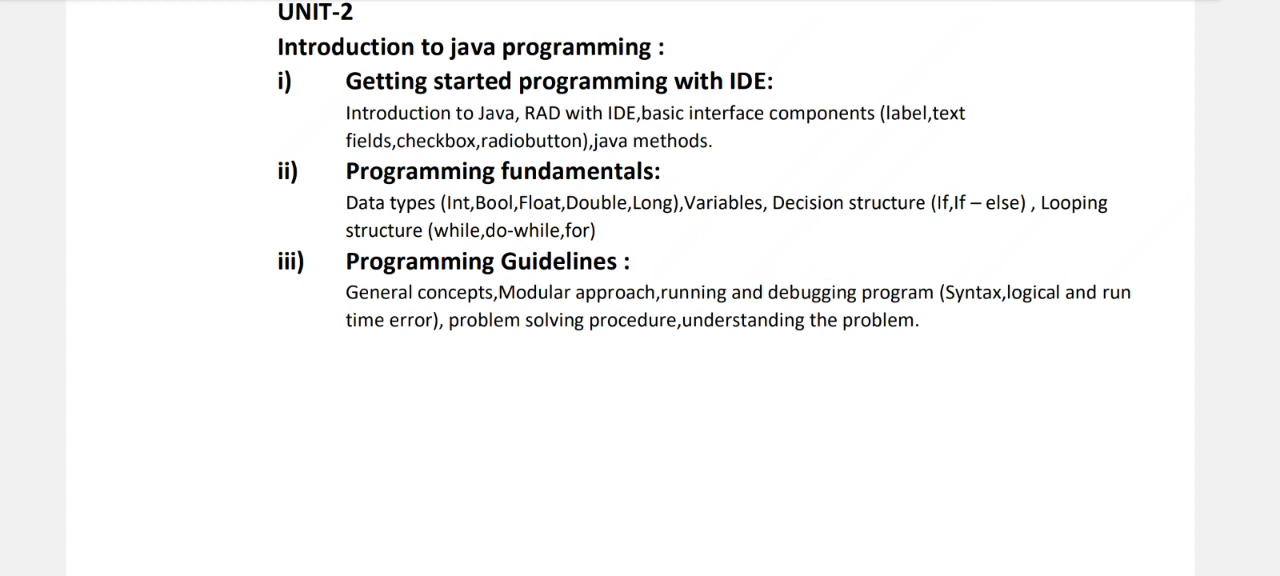 UNIT-2
Introduction to java programming :
i) Getting started programming with IDE:
Introduction to Java, RAD with IDE,basic interface components (label,text
fields,checkbox,radiobutton),java methods.
ii) Programming fundamentals:
Data types (Int,Bool,Float,Double,Long),Variables, Decision structure (If,If – else) , Looping
structure (while,do-while,for)
iii) Programming Guidelines :
General concepts,Modular approach,running and debugging program (Syntax,logical and run
time error), problem solving procedure,understanding the problem.